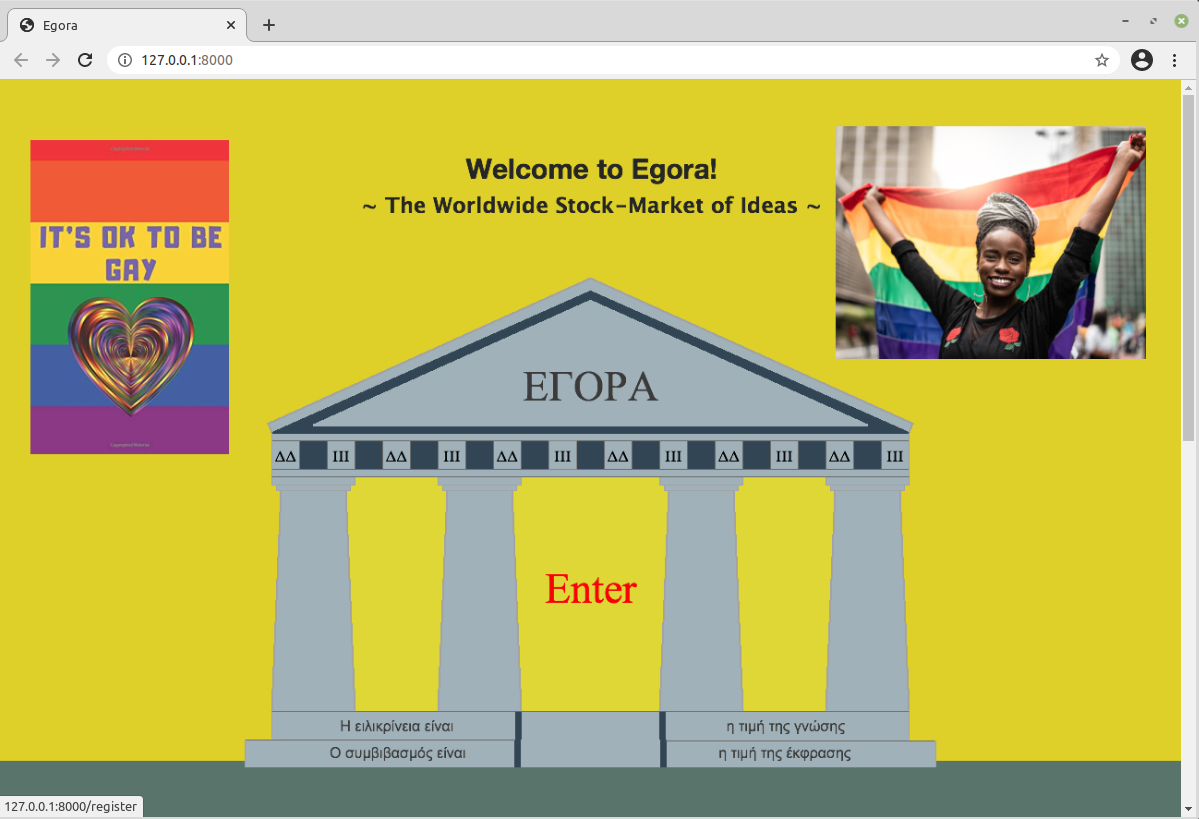 Egora
127.0.0.1:8000
Welcome to Egora!
~ The Worldwide Stock-Market of Ideas ~
IT'S OK TO BE
GAY
ΕΓΟΡΑ
ΔΔ III ΔΔ III ΔΔ III ΔΔ III ΔΔ III ΔΔ III
Enter
Η ειλικρίνεια είναι η τιμή της γνώσης
Ο συμβιβασμός είναι η τιμή της έκφρασης
127.0.0.1:8000/register